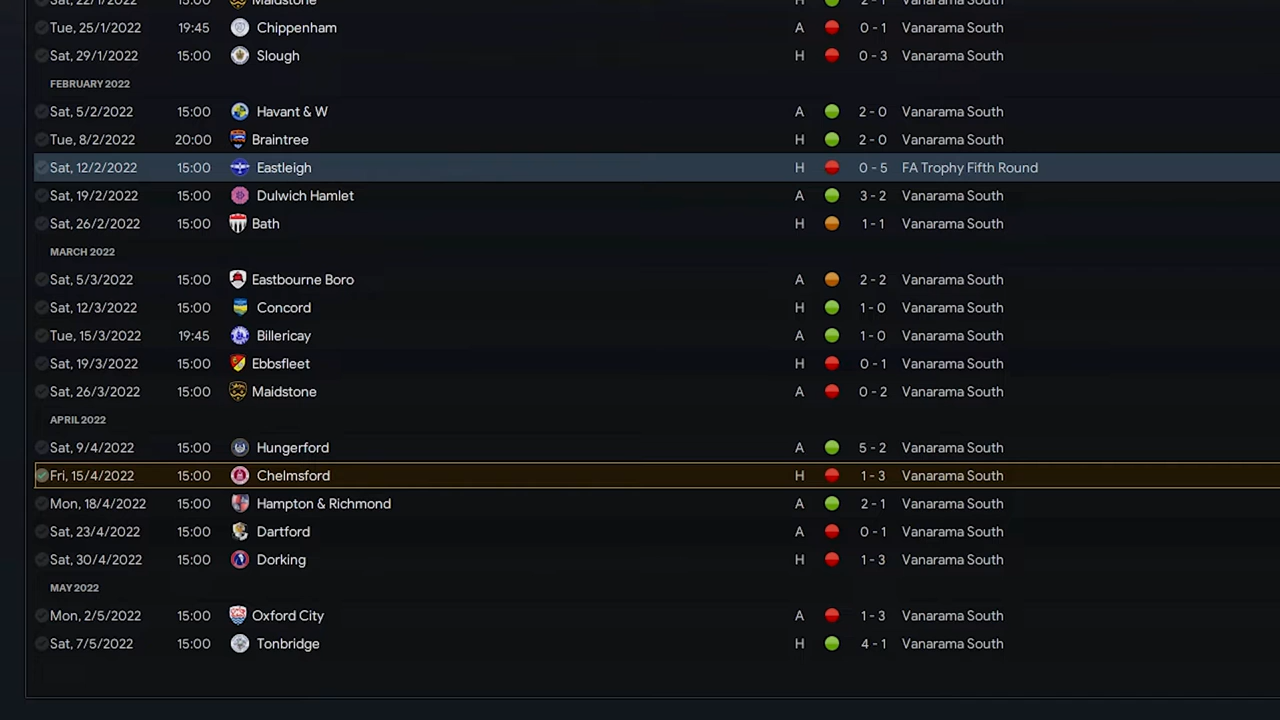 Sat, 22/1/2022 15:00 Maidstone H 2 - 1 Vanarama South
Tue, 25/1/2022 19:45 Chippenham A 0 - 1 Vanarama South
Sat, 29/1/2022 15:00 Slough H 0 - 3 Vanarama South
FEBRUARY 2022
Sat, 5/2/2022 15:00 Havant & W A 2 - 0 Vanarama South
Tue, 8/2/2022 20:00 Braintree H 2 - 0 Vanarama South
Sat, 12/2/2022 15:00 Eastleigh H 0 - 5 FA Trophy Fifth Round
Sat, 19/2/2022 15:00 Dulwich Hamlet A 3 - 2 Vanarama South
Sat, 26/2/2022 15:00 Bath H 1 - 1 Vanarama South
MARCH 2022
Sat, 5/3/2022 15:00 Eastbourne Boro A 2 - 2 Vanarama South
Sat, 12/3/2022 15:00 Concord H 1 - 0 Vanarama South
Tue, 15/3/2022 19:45 Billericay A 1 - 0 Vanarama South
Sat, 19/3/2022 15:00 Ebbsfleet H 0 - 1 Vanarama South
Sat, 26/3/2022 15:00 Maidstone A 0 - 2 Vanarama South
APRIL 2022
Sat, 9/4/2022 15:00 Hungerford A 5 - 2 Vanarama South
Fri, 15/4/2022 15:00 Chelmsford H 1 - 3 Vanarama South
Mon, 18/4/2022 15:00 Hampton & Richmond A 2 - 1 Vanarama South
Sat, 23/4/2022 15:00 Dartford A 0 - 1 Vanarama South
Sat, 30/4/2022 15:00 Dorking H 1 - 3 Vanarama South
MAY 2022
Mon, 2/5/2022 15:00 Oxford City A 1 - 3 Vanarama South
Sat, 7/5/2022 15:00 Tonbridge H 4 - 1 Vanarama South